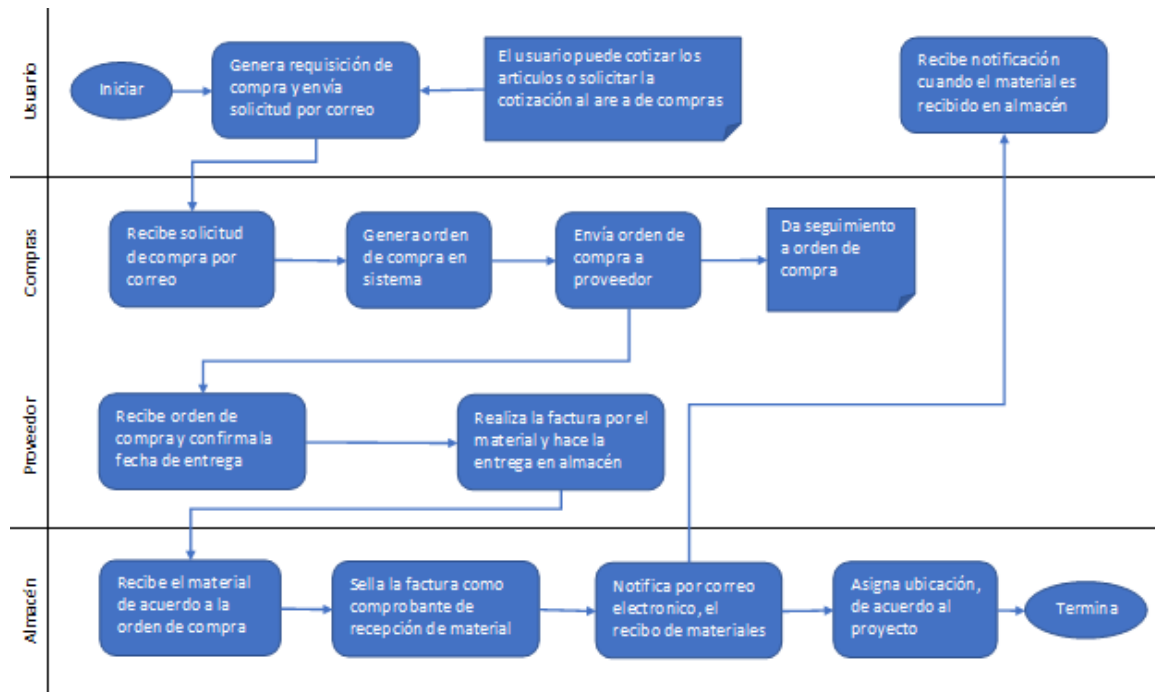 Usuario
Iniciar
Genera requisición de
compra y envía
solicitud por correo
El usuario puede cotizar los
articulos o solicitar la
cotización al area de compras
Recibe notificación
cuando el material es
recibido en almacén
Compras
Recibe solicitud
de compra por
correo
Genera orden
de compra en
sistema
Envía orden de
compra a
proveedor
Da seguimiento
a orden de
compra
Proveedor
Recibe orden de
compra y confirma la
fecha de entrega
Realiza la factura por el
material y hace la
entrega en almacén
Almacén
Recibe el material
de acuerdo a la
orden de compra
Sella la factura como
comprobante de
recepción de material
Notifica por correo
electronico, el
recibo de materiales
Asigna ubicación,
de acuerdo al
proyecto
Termina